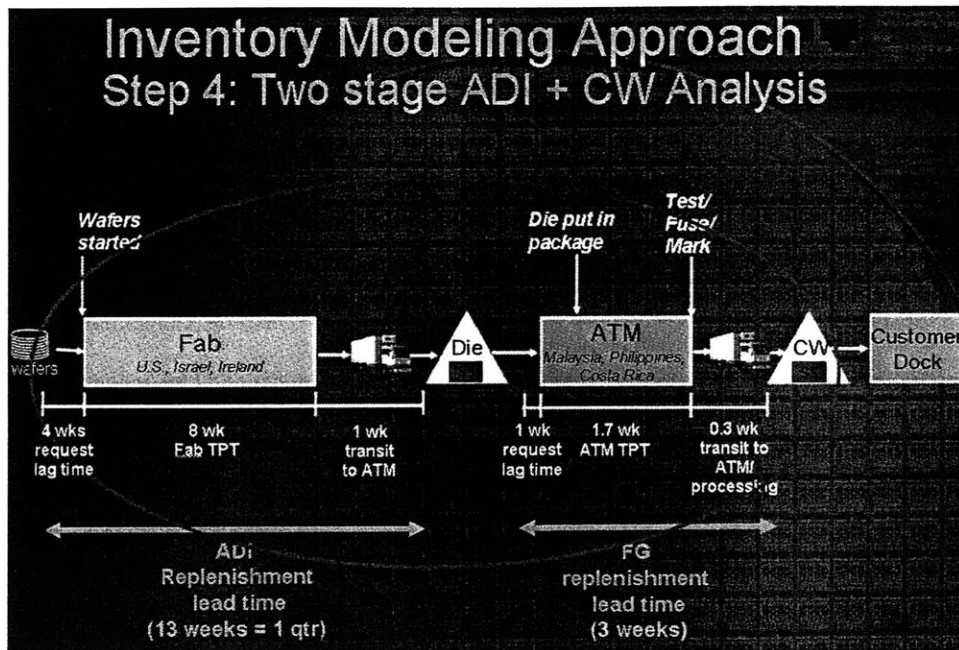 Inventory Modeling Approach
Step 4: Two stage ADI + CW Analysis
Wafers
started
Die put in
package
Test/
Fuse/
Mark
wafers
Fab
U.S., Israel, Ireland
Die
ATM
Malaysia, Philippines,
Costa Rica
CW
Customer
Dock
4 wks
request
lag time
8 wk
Fab TPT
1 wk
transit
to ATM
1 wk
request
lag time
1.7 wk
ATM TPT
0.3 wk
transit to
ATM/
processing
ADi
Replenishment
lead time
(13 weeks = 1 qtr)
FG
replenishment
lead time
(3 weeks)